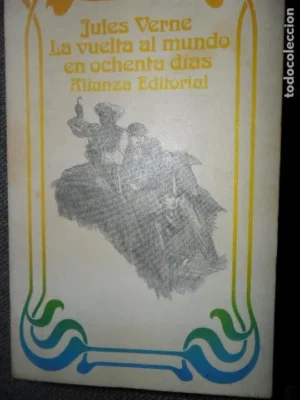 Jules Verne
La vuelta al mundo
en ochenta días
Alianza Editorial
todocoleccion